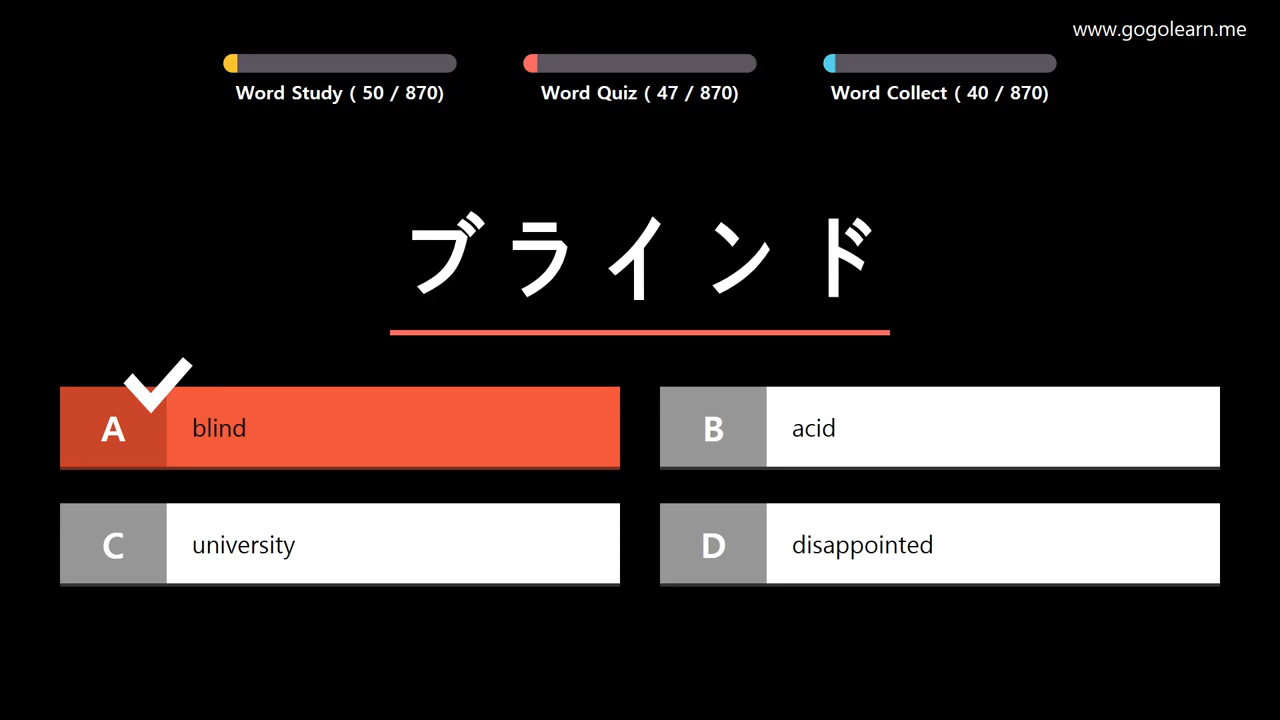 www.gogolearn.me
Word Study ( 50 / 870)
Word Quiz ( 47 / 870)
Word Collect ( 40 / 870)
ブラインド
A blind
B acid
C university
D disappointed